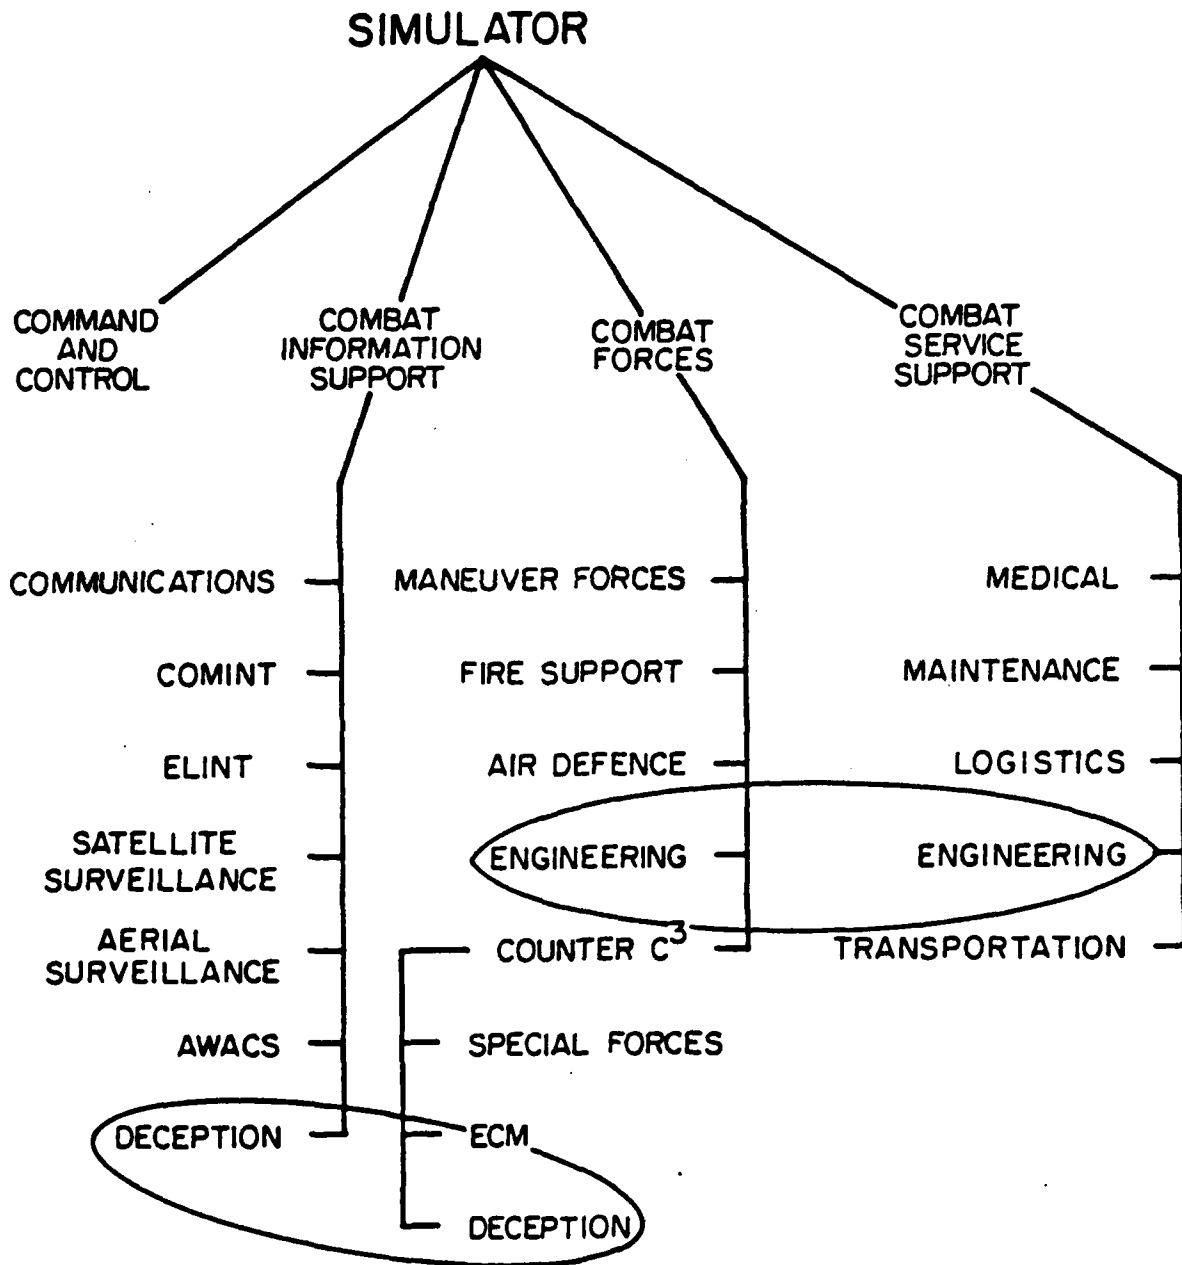 SIMULATOR
COMMAND
AND
CONTROL
COMBAT
INFORMATION
SUPPORT
COMBAT
FORCES
COMBAT
SERVICE
SUPPORT
COMMUNICATIONS
COMINT
ELINT
SATELLITE
SURVEILLANCE
AERIAL
SURVEILLANCE
AWACS
DECEPTION
MANEUVER FORCES
FIRE SUPPORT
AIR DEFENCE
ENGINEERING
COUNTER C³
SPECIAL FORCES
ECM
DECEPTION
MEDICAL
MAINTENANCE
LOGISTICS
ENGINEERING
TRANSPORTATION